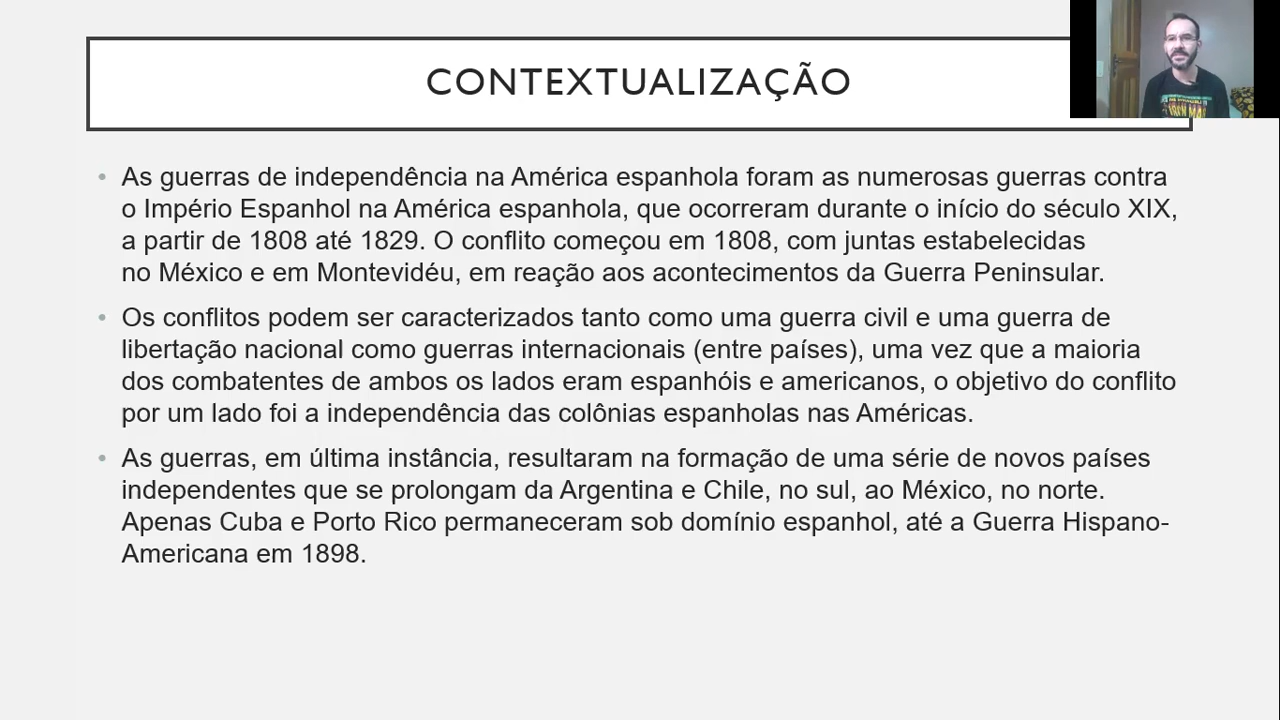 CONTEXTUALIZAÇÃO
• As guerras de independência na América espanhola foram as numerosas guerras contra
o Império Espanhol na América espanhola, que ocorreram durante o início do século XIX,
a partir de 1808 até 1829. O conflito começou em 1808, com juntas estabelecidas
no México e em Montevidéu, em reação aos acontecimentos da Guerra Peninsular.
• Os conflitos podem ser caracterizados tanto como uma guerra civil e uma guerra de
libertação nacional como guerras internacionais (entre países), uma vez que a maioria
dos combatentes de ambos os lados eram espanhóis e americanos, o objetivo do conflito
por um lado foi a independência das colônias espanholas nas Américas.
• As guerras, em última instância, resultaram na formação de uma série de novos países
independentes que se prolongam da Argentina e Chile, no sul, ao México, no norte.
Apenas Cuba e Porto Rico permaneceram sob domínio espanhol, até a Guerra Hispano-
Americana em 1898.